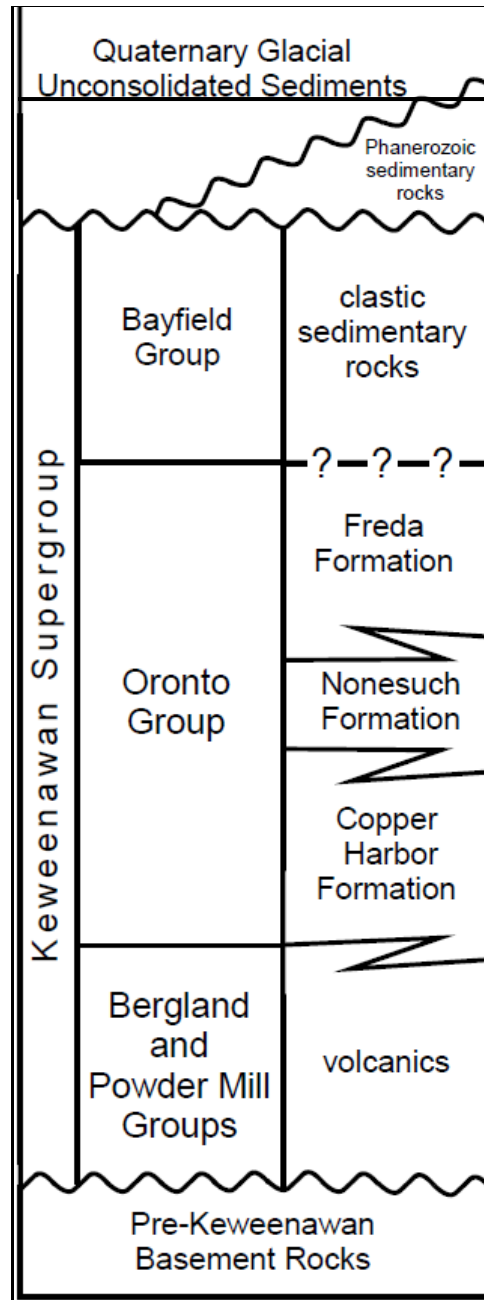 Quaternary Glacial
Unconsolidated Sediments
Phanerozoic
sedimentary
rocks
Keweenawan Supergroup
Bayfield
Group
clastic
sedimentary
rocks
? ? ?
Oronto
Group
Freda
Formation
Nonesuch
Formation
Copper
Harbor
Formation
Bergland
and
Powder Mill
Groups
volcanics
Pre-Keweenawan
Basement Rocks